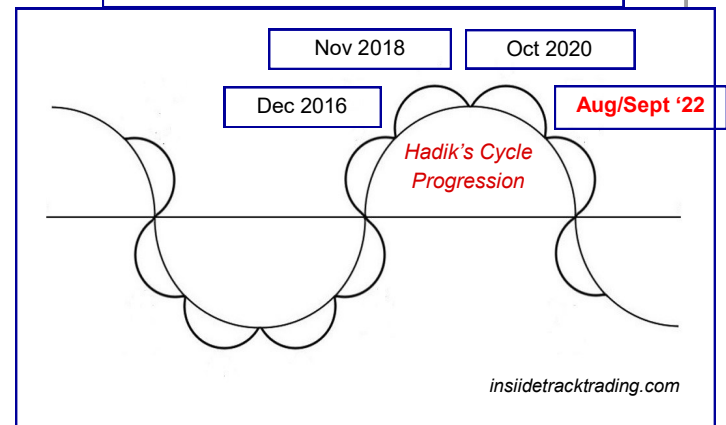 Nov 2018
Oct 2020
Dec 2016
Aug/Sept ‘22
Hadik’s Cycle
Progression
insiidetracktrading.com